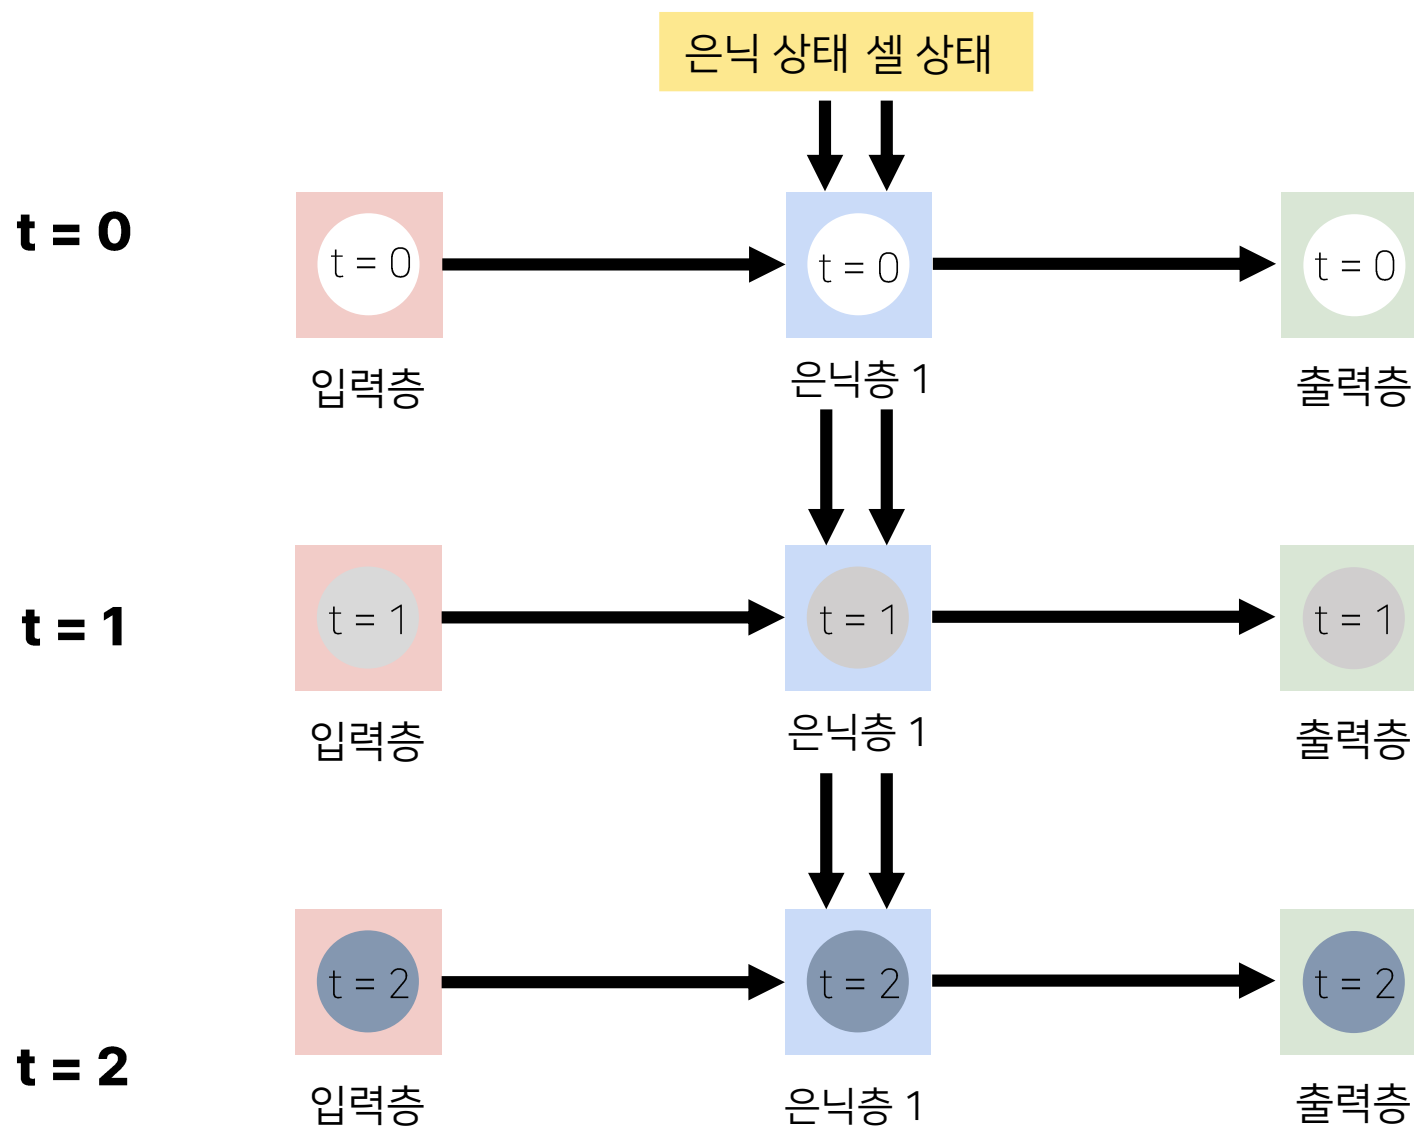 은닉 상태 셀 상태
t = 0
t = 0
t = 0
t = 0
입력층
은닉층 1
출력층
t = 1
t = 1
t = 1
t = 1
입력층
은닉층 1
출력층
t = 2
t = 2
t = 2
t = 2
입력층
은닉층 1
출력층